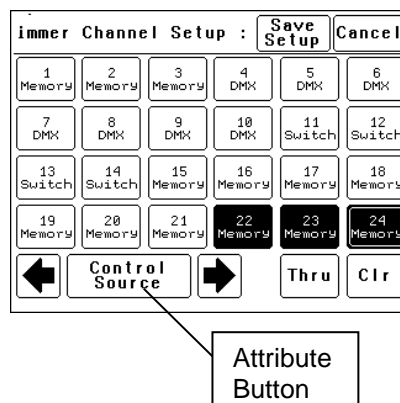 immer Channel Setup : Save Setup Cancel
1 2 3 4 5 6
Memory Memory Memory DMX DMX DMX
7 8 9 10 11 12
DMX DMX DMX DMX Switch Switch
13 14 15 16 17 18
Switch Switch Memory Memory Memory Memory
19 20 21 22 23 24
Memory Memory Memory Memory Memory Memory
Control Source Thru Clr
Attribute
Button